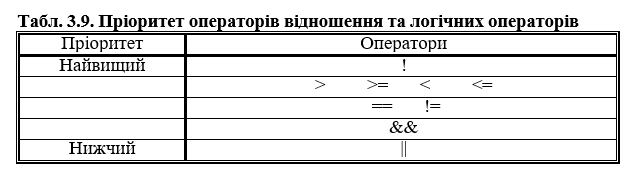 Табл. 3.9. Пріоритет операторів відношення та логічних операторів
Пріоритет Оператори
Найвищий !
> >= < <=
== !=
&&
Нижчий ||